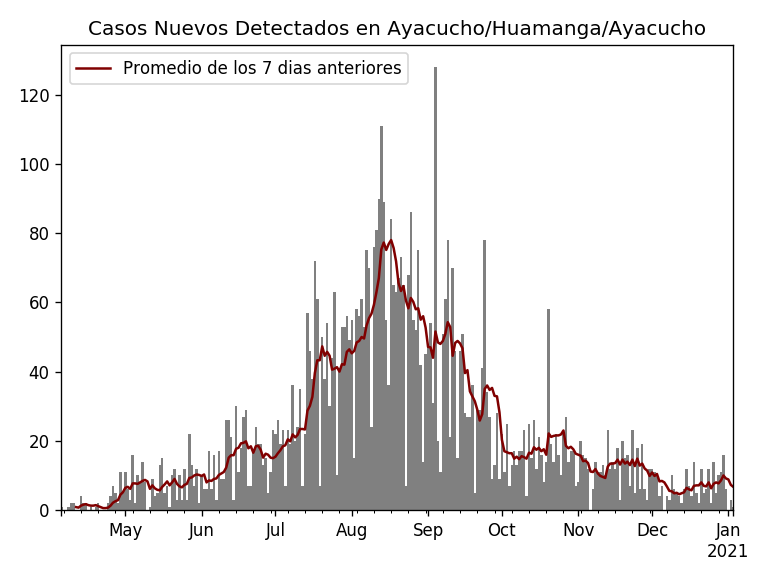 Casos Nuevos Detectados en Ayacucho/Huamanga/Ayacucho
Promedio de los 7 dias anteriores
120
100
80
60
40
20
0
May Jun Jul Aug Sep Oct Nov Dec Jan
2021